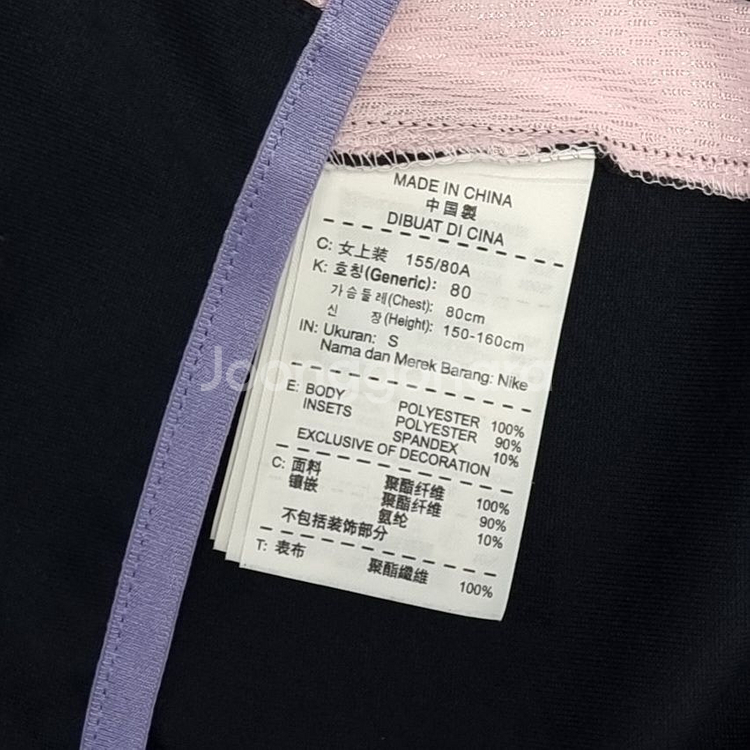 MADE IN CHINA
中国製
DIBUAT DI CINA
C: 女上装 155/80A
K: 호칭(Generic): 80
가슴둘레(Chest): 80cm
신 장(Height): 150-160cm
IN: Ukuran: S
Nama dan Merek Barang: Nike
E: BODY POLYESTER 100%
INSETS POLYESTER 90%
SPANDEX 10%
EXCLUSIVE OF DECORATION
C: 面料 聚酯纤维 100%
镶嵌 聚酯纤维 90%
氨纶 10%
不包括装饰部分
T: 表布 聚酯纖維 100%
Joonggonara